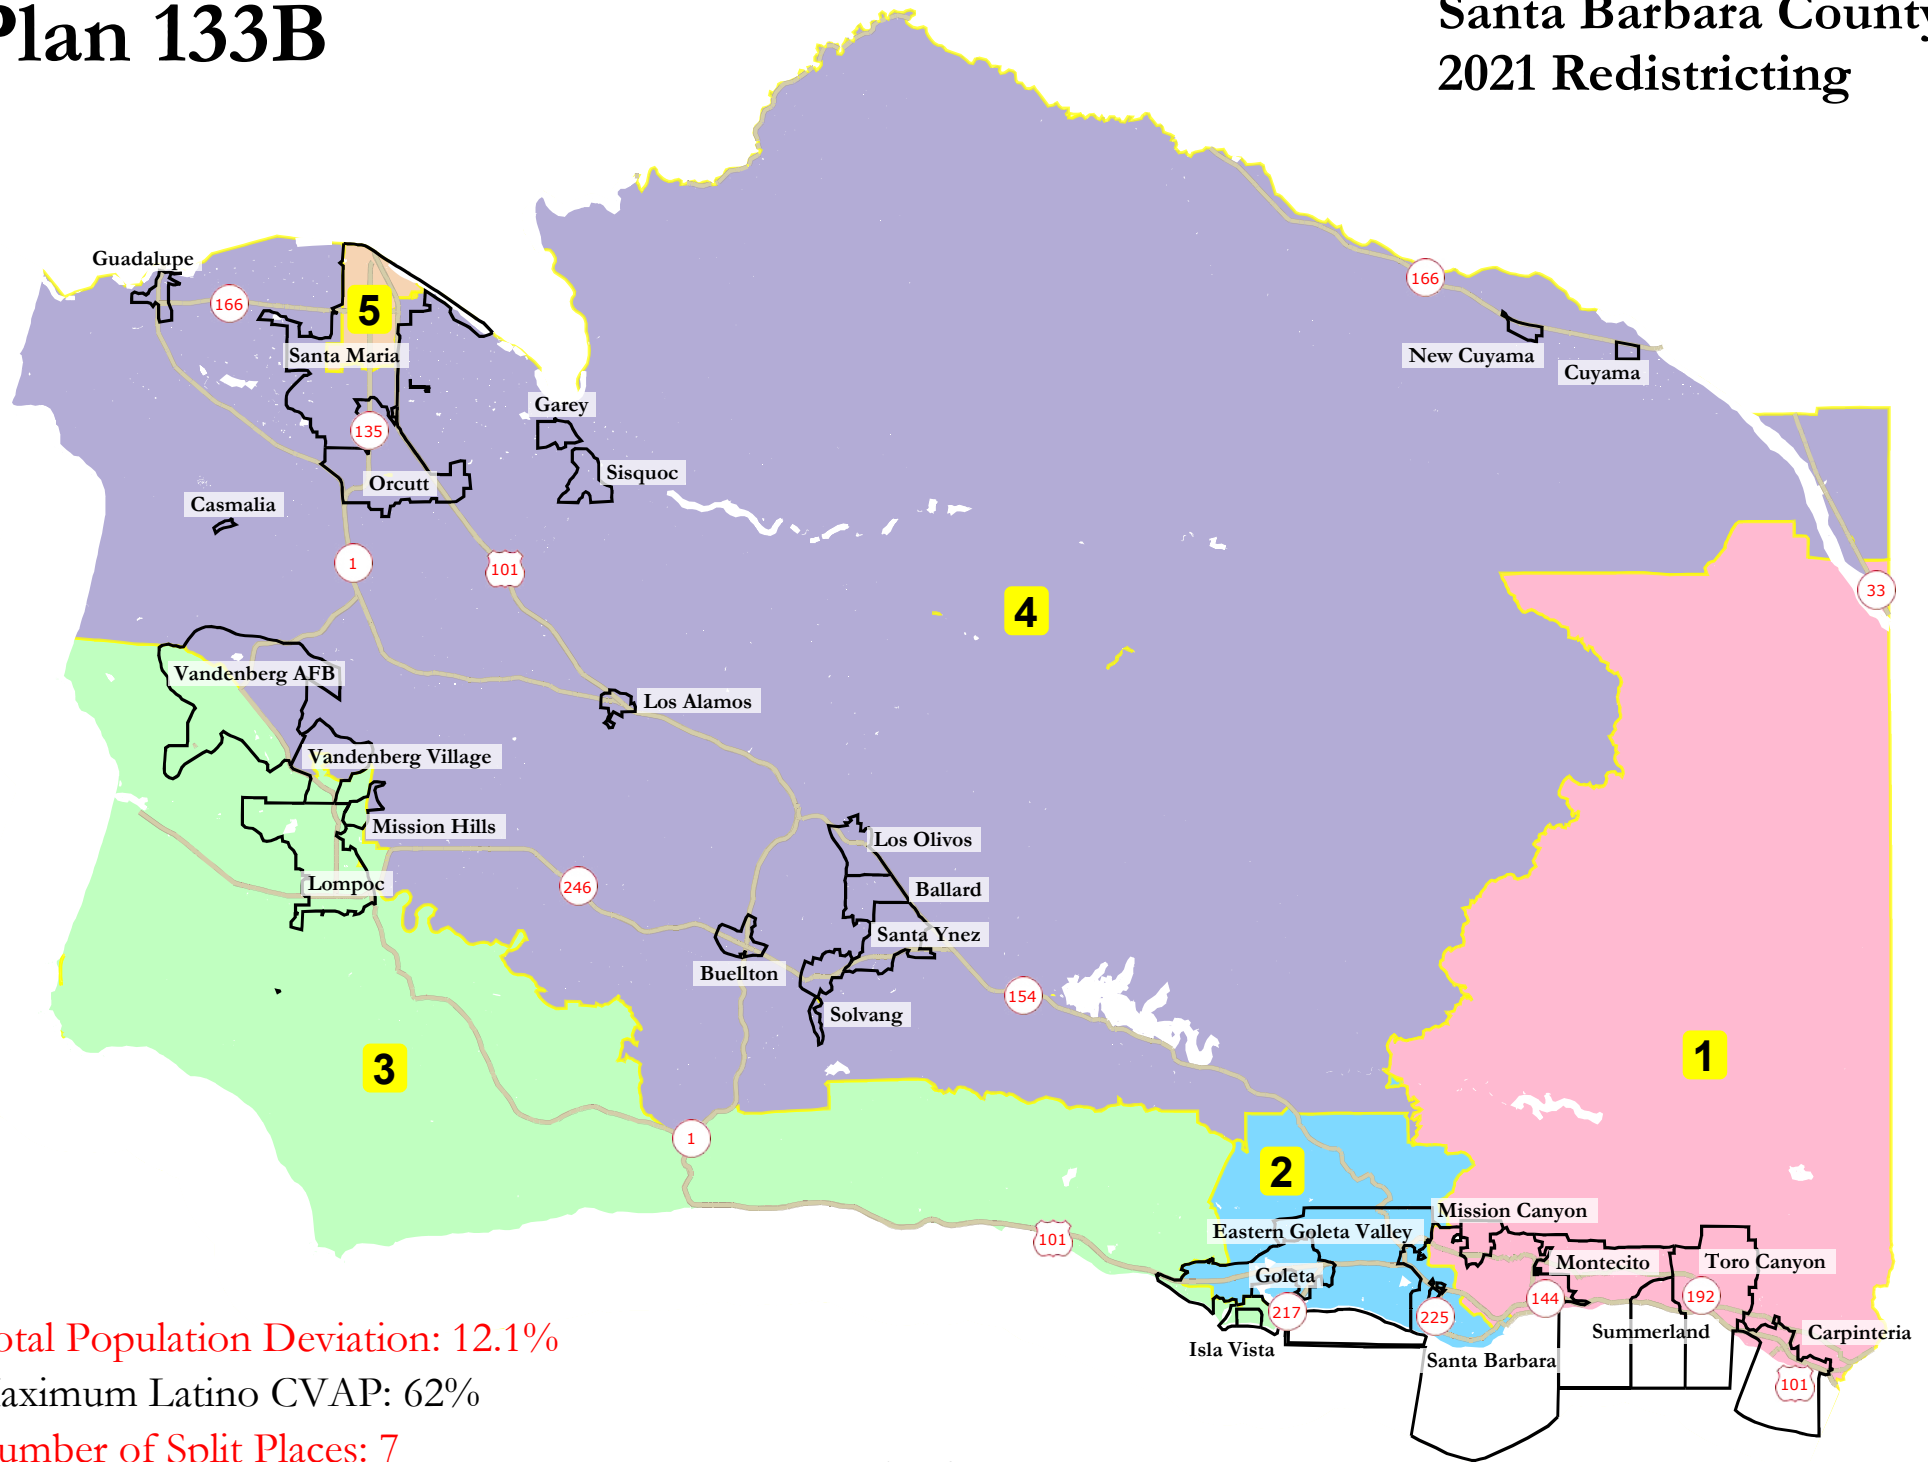 Plan 133B
Santa Barbara County
2021 Redistricting
Guadalupe
166
5
Santa Maria
135
Orcutt
Garey
Sisquoc
Casmalia
1
101
166
New Cuyama
Cuyama
33
4
Vandenberg AFB
Los Alamos
Vandenberg Village
Mission Hills
Lompoc
246
Los Olivos
Ballard
Santa Ynez
Buellton
Solvang
154
3
1
1
2
101
Mission Canyon
Eastern Goleta Valley
Goleta
Montecito
Toro Canyon
217
225
144
192
Isla Vista
Summerland
Carpinteria
Santa Barbara
101
otal Population Deviation: 12.1%
aximum Latino CVAP: 62%
umber of Split Places: 7